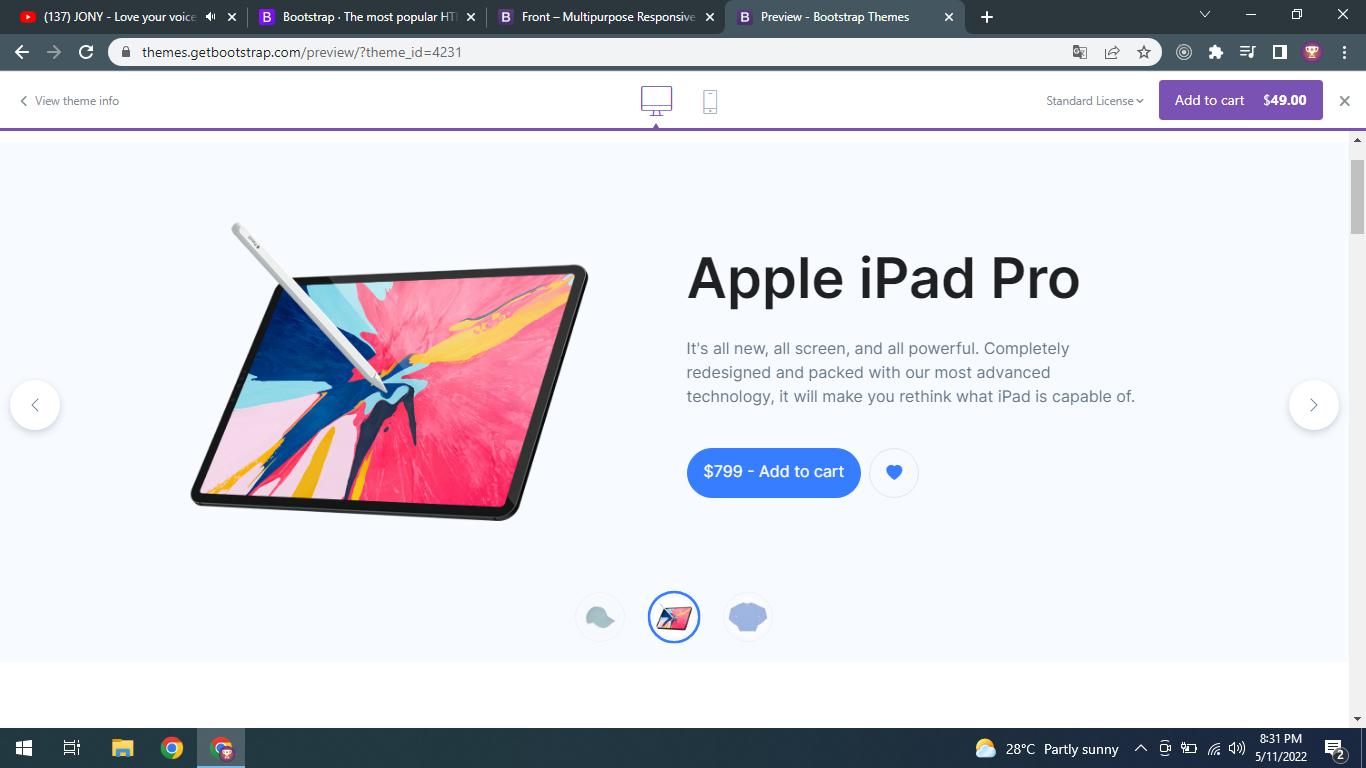 (137) JONY - Love your voice
Bootstrap · The most popular HT
Front – Multipurpose Responsive
Preview - Bootstrap Themes
themes.getbootstrap.com/preview/?theme_id=4231
View theme info
Standard License
Add to cart $49.00
Apple iPad Pro
It's all new, all screen, and all powerful. Completely
redesigned and packed with our most advanced
technology, it will make you rethink what iPad is capable of.
$799 - Add to cart
28°C Partly sunny
8:31 PM
5/11/2022
2